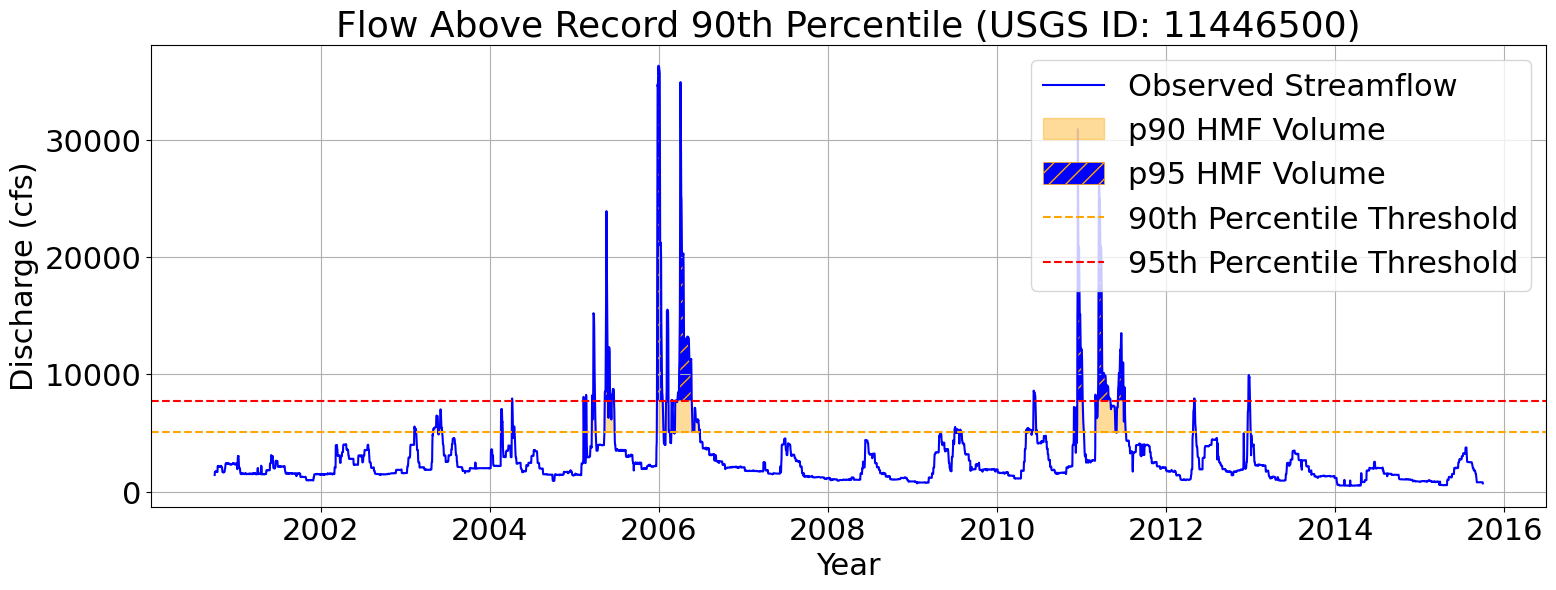 Flow Above Record 90th Percentile (USGS ID: 11446500)
Discharge (cfs)
30000
20000
10000
0
Observed Streamflow
p90 HMF Volume
p95 HMF Volume
90th Percentile Threshold
95th Percentile Threshold
2002 2004 2006 2008 2010 2012 2014 2016
Year